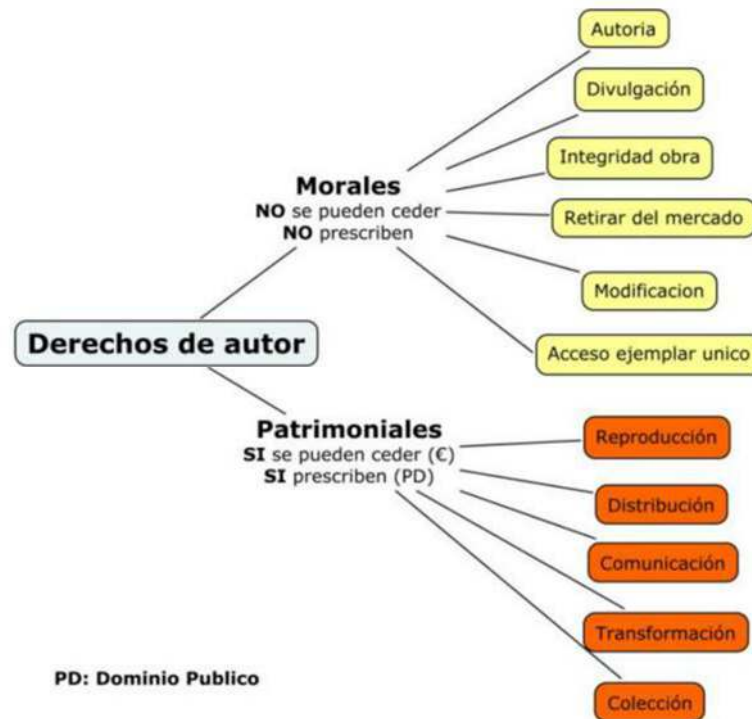 Derechos de autor
Morales
NO se pueden ceder
NO prescriben
Autoria
Divulgación
Integridad obra
Retirar del mercado
Modificacion
Acceso ejemplar unico
Patrimoniales
SI se pueden ceder (€)
SI prescriben (PD)
Reproducción
Distribución
Comunicación
Transformación
Colección
PD: Dominio Publico